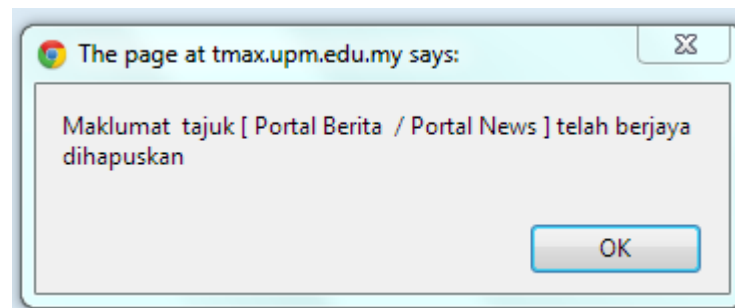 The page at tmax.upm.edu.my says:
Maklumat tajuk [ Portal Berita / Portal News ] telah berjaya
dihapuskan
OK